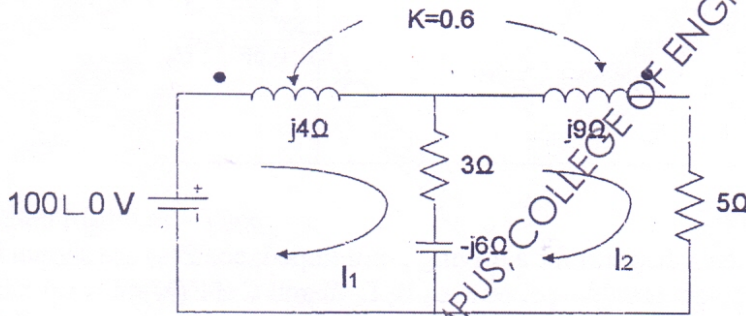 K=0.6
j4Ω
j9Ω
3Ω
100∟0 V
+
5Ω
-j6Ω
I1
I2
PUS, COLLEGE OF ENG